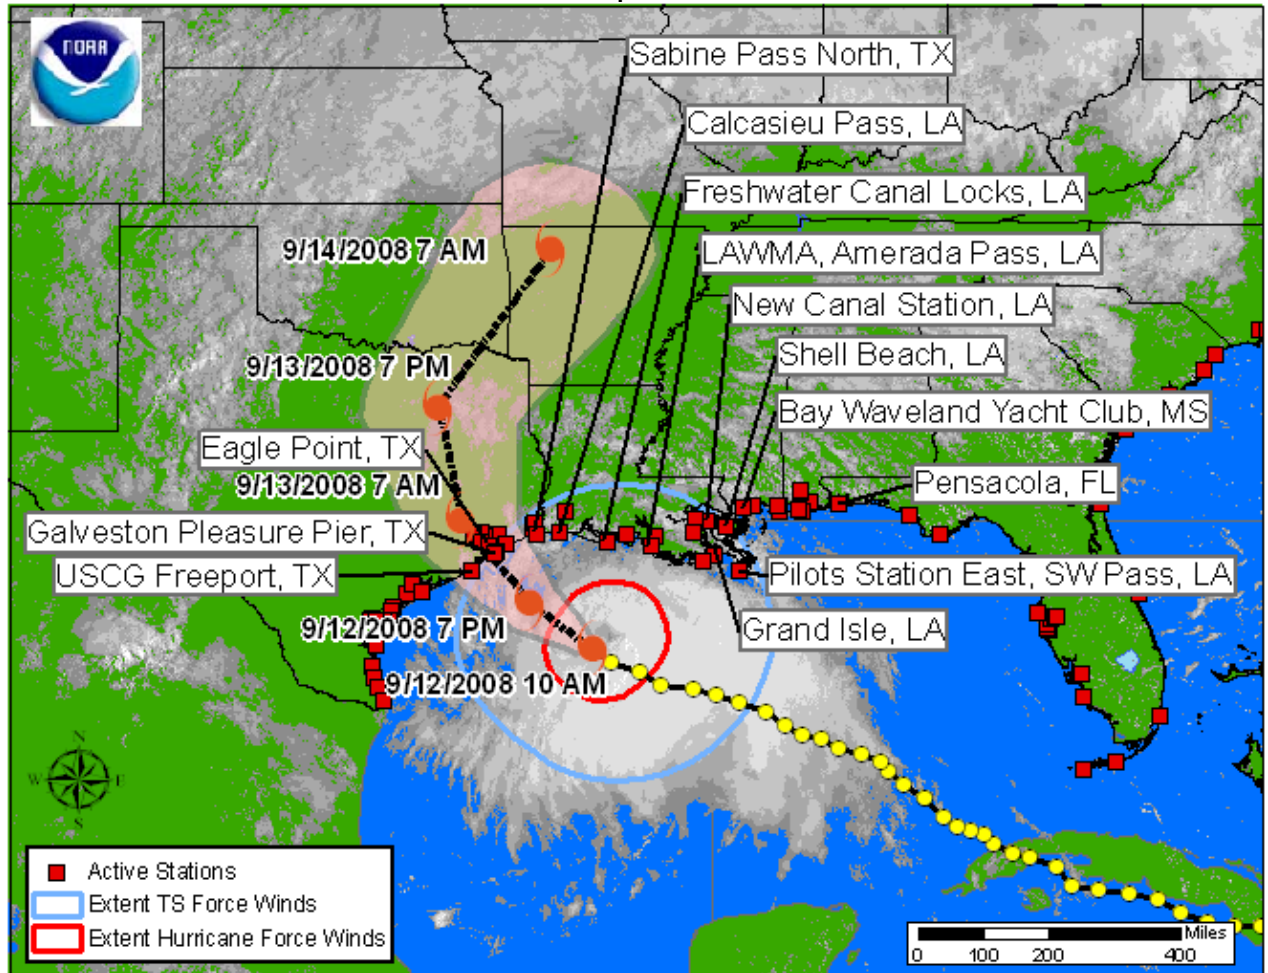 NOAA
Sabine Pass North, TX
Calcasieu Pass, LA
Freshwater Canal Locks, LA
9/14/2008 7 AM
LAWMA, Amerada Pass, LA
New Canal Station, LA
Shell Beach, LA
9/13/2008 7 PM
Bay Waveland Yacht Club, MS
Eagle Point, TX
9/13/2008 7 AM
Pensacola, FL
Galveston Pleasure Pier, TX
USCG Freeport, TX
Pilots Station East, SW Pass, LA
9/12/2008 7 PM
Grand Isle, LA
9/12/2008 10 AM
N
W E
S
Active Stations
Extent TS Force Winds
Extent Hurricane Force Winds
Miles
0 100 200 400